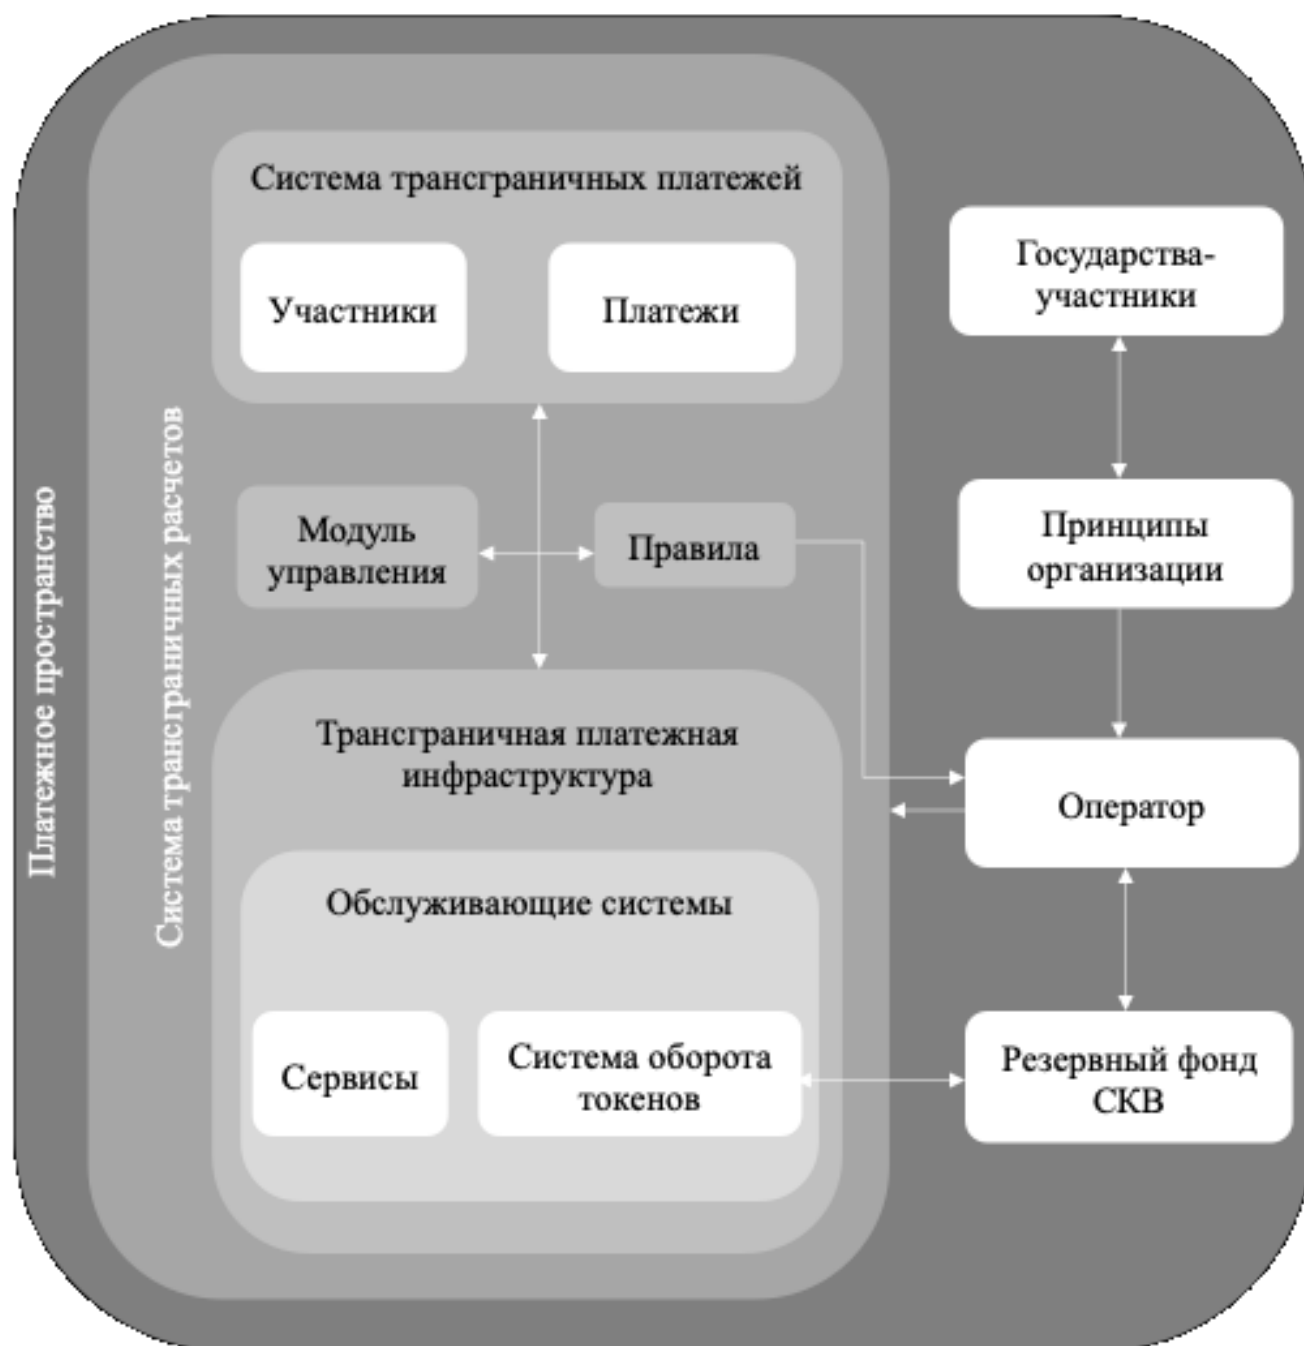 Платежное пространство
Система трансграничных расчетов
Система трансграничных платежей
Участники
Платежи
Модуль
управления
Правила
Трансграничная платежная
инфраструктура
Обслуживающие системы
Сервисы
Система оборота
токенов
Государства-
участники
Принципы
организации
Оператор
Резервный фонд
СКВ